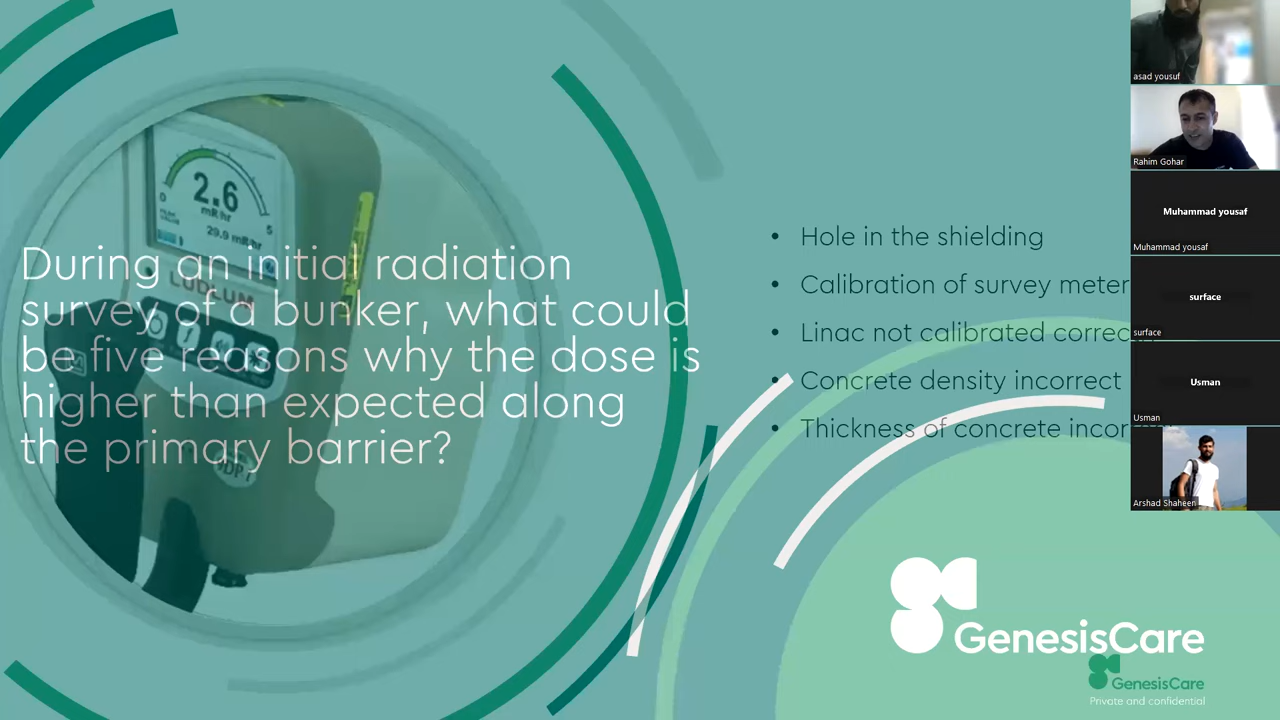 2.6
mR/hr
0
5
29.9 mR/hr
LUDLUM
During an initial radiation
survey of a bunker, what could
be five reasons why the dose is
higher than expected along
the primary barrier?
• Hole in the shielding
• Calibration of survey meter
• Linac not calibrated
• Concrete density incorrect
• Thickness of concrete
GenesisCare
GenesisCare
Private and confidential
asad yousuf
Rahim Gohar
Muhammad yousaf
Muhammad yousaf
surface
surface
Usman
Usman
Arshad Shaheen